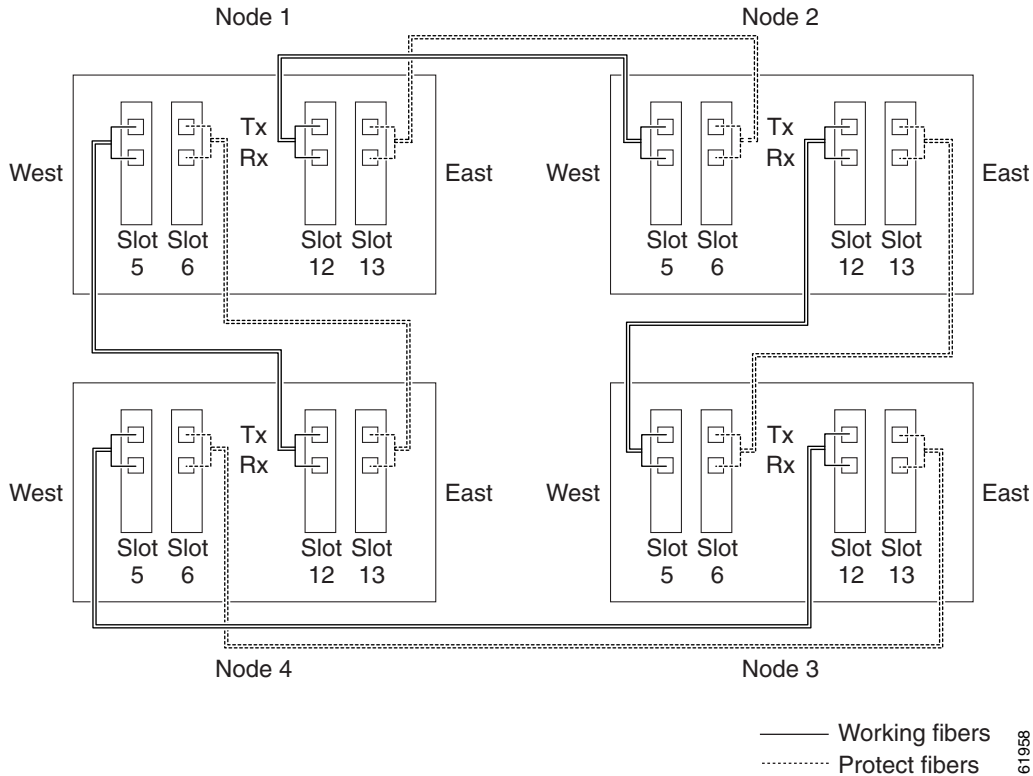 Node 1
Node 2
Tx
Rx
Tx
Rx
West
East
West
East
Slot Slot
5 6
Slot Slot
12 13
Slot Slot
5 6
Slot Slot
12 13
Tx
Rx
Tx
Rx
West
East
West
East
Slot Slot
5 6
Slot Slot
12 13
Slot Slot
5 6
Slot Slot
12 13
Node 4
Node 3
Working fibers
Protect fibers
61958